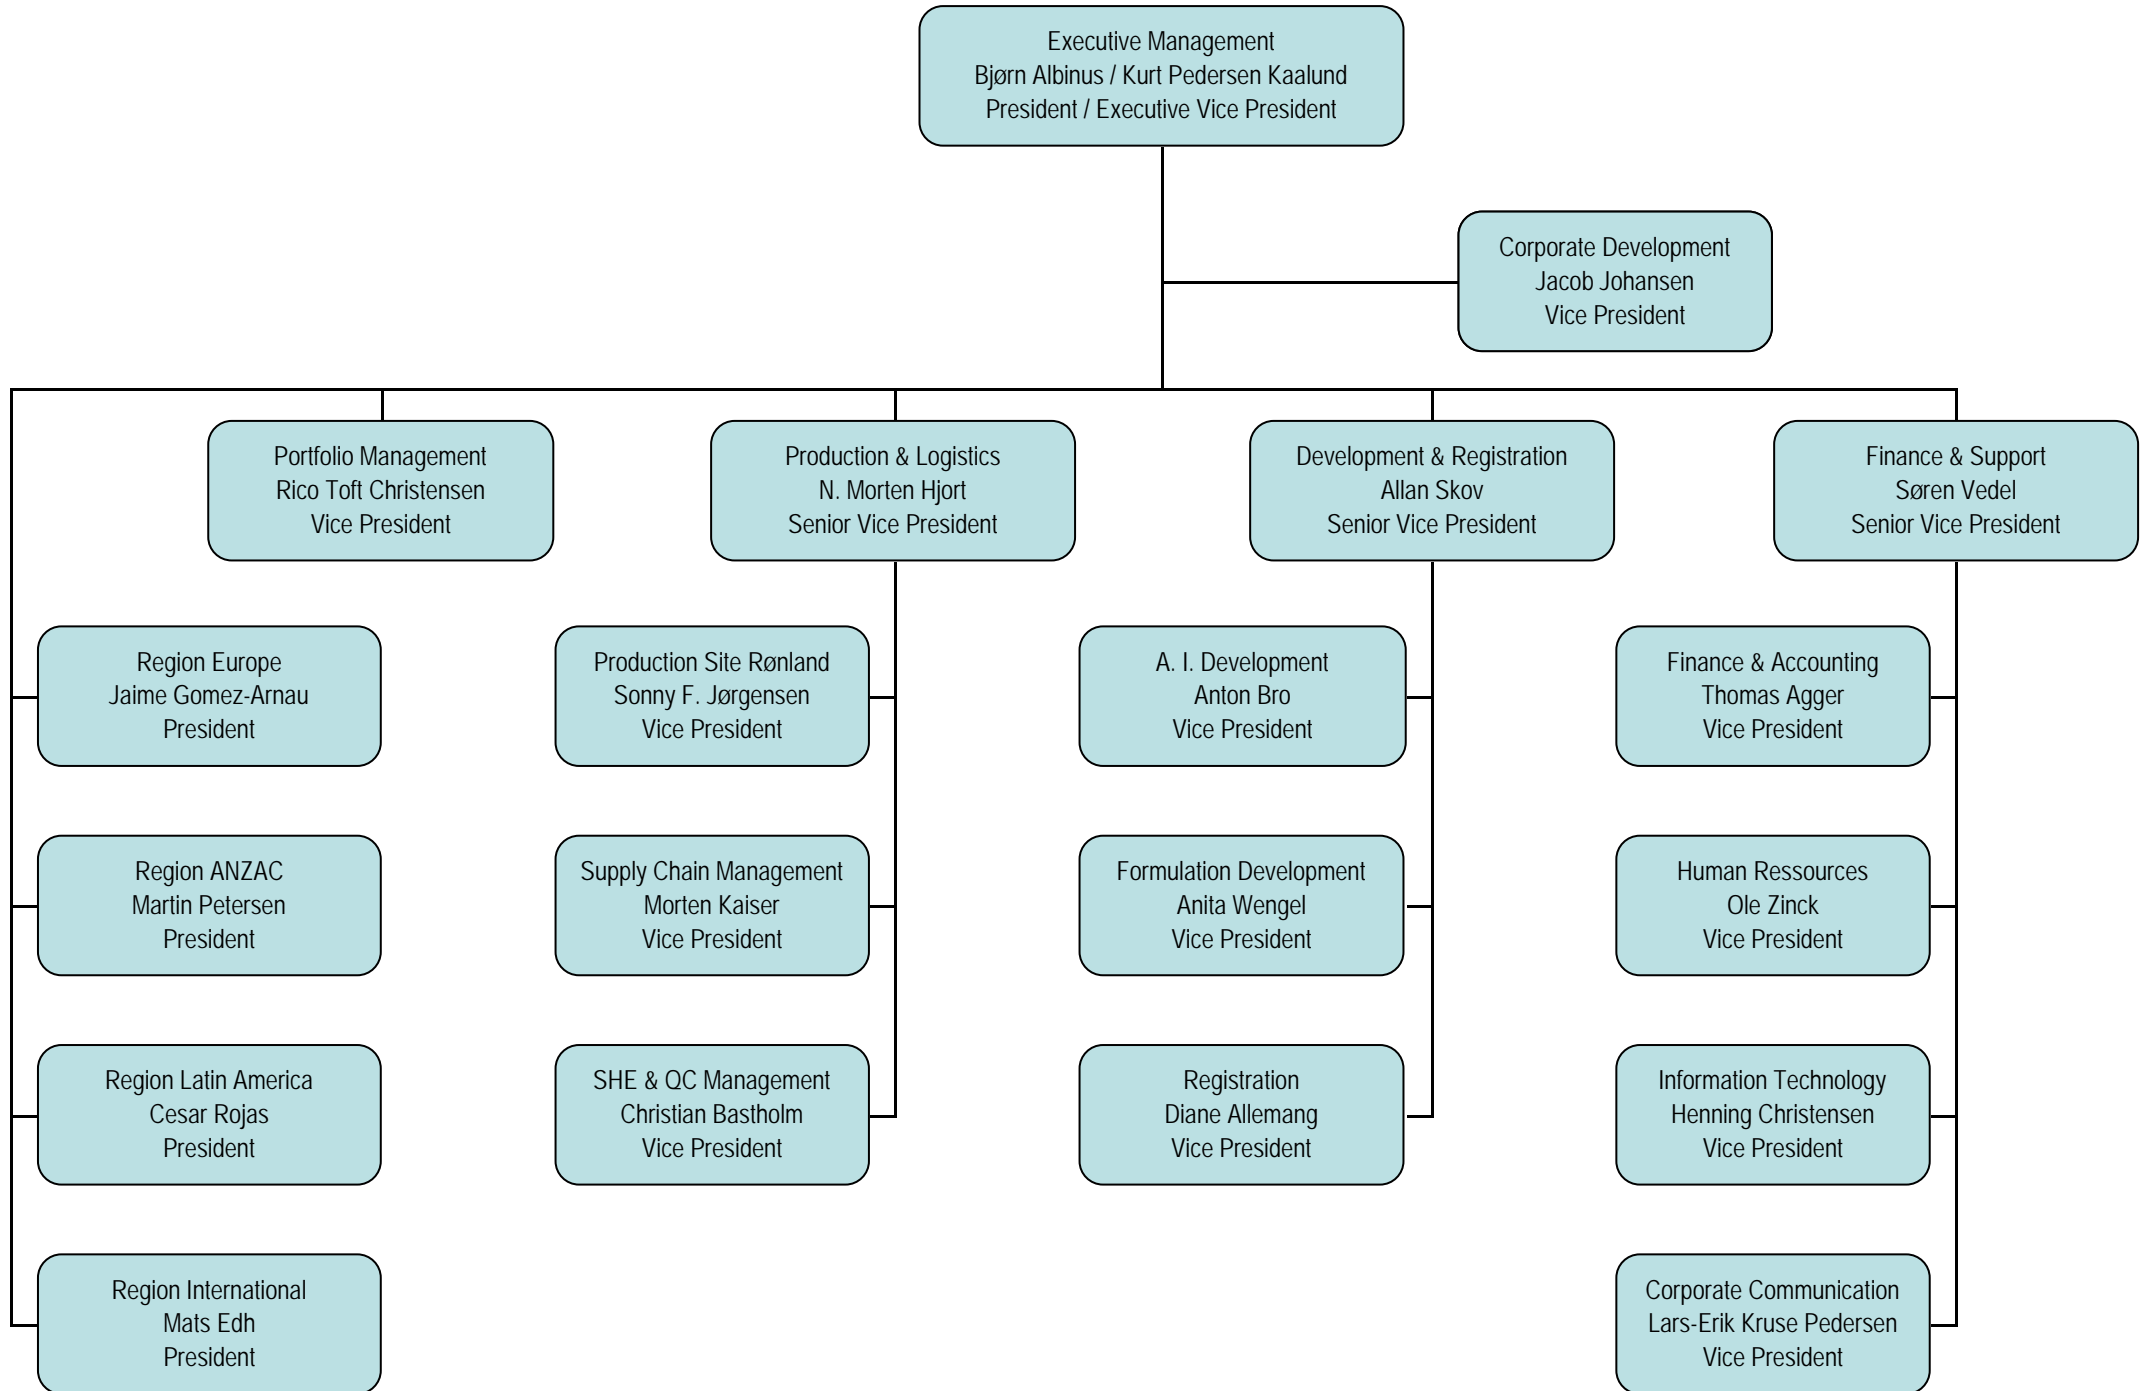 Executive Management
Bjørn Albinus / Kurt Pedersen Kaalund
President / Executive Vice President
Corporate Development
Jacob Johansen
Vice President
Portfolio Management
Rico Toft Christensen
Vice President
Production & Logistics
N. Morten Hjort
Senior Vice President
Development & Registration
Allan Skov
Senior Vice President
Finance & Support
Søren Vedel
Senior Vice President
Region Europe
Jaime Gomez-Arnau
President
Production Site Rønland
Sonny F. Jørgensen
Vice President
A. I. Development
Anton Bro
Vice President
Finance & Accounting
Thomas Agger
Vice President
Region ANZAC
Martin Petersen
President
Supply Chain Management
Morten Kaiser
Vice President
Formulation Development
Anita Wengel
Vice President
Human Ressources
Ole Zinck
Vice President
Region Latin America
Cesar Rojas
President
SHE & QC Management
Christian Bastholm
Vice President
Registration
Diane Allemang
Vice President
Information Technology
Henning Christensen
Vice President
Region International
Mats Edh
President
Corporate Communication
Lars-Erik Kruse Pedersen
Vice President